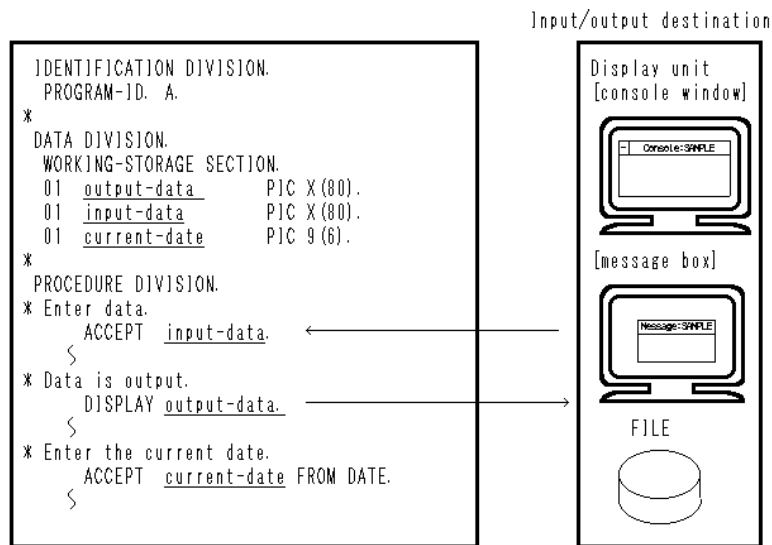 Input/output destination
IDENTIFICATION DIVISION.
PROGRAM-ID. A.
*
DATA DIVISION.
WORKING-STORAGE SECTION.
01 output-data PIC X(80).
01 input-data PIC X(80).
01 current-date PIC 9(6).
*
PROCEDURE DIVISION.
* Enter data.
ACCEPT input-data.
* Data is output.
DISPLAY output-data.
* Enter the current date.
ACCEPT current-date FROM DATE.
Display unit
[console window]
- Console:SAMPLE
[message box]
Message:SAMPLE
FILE